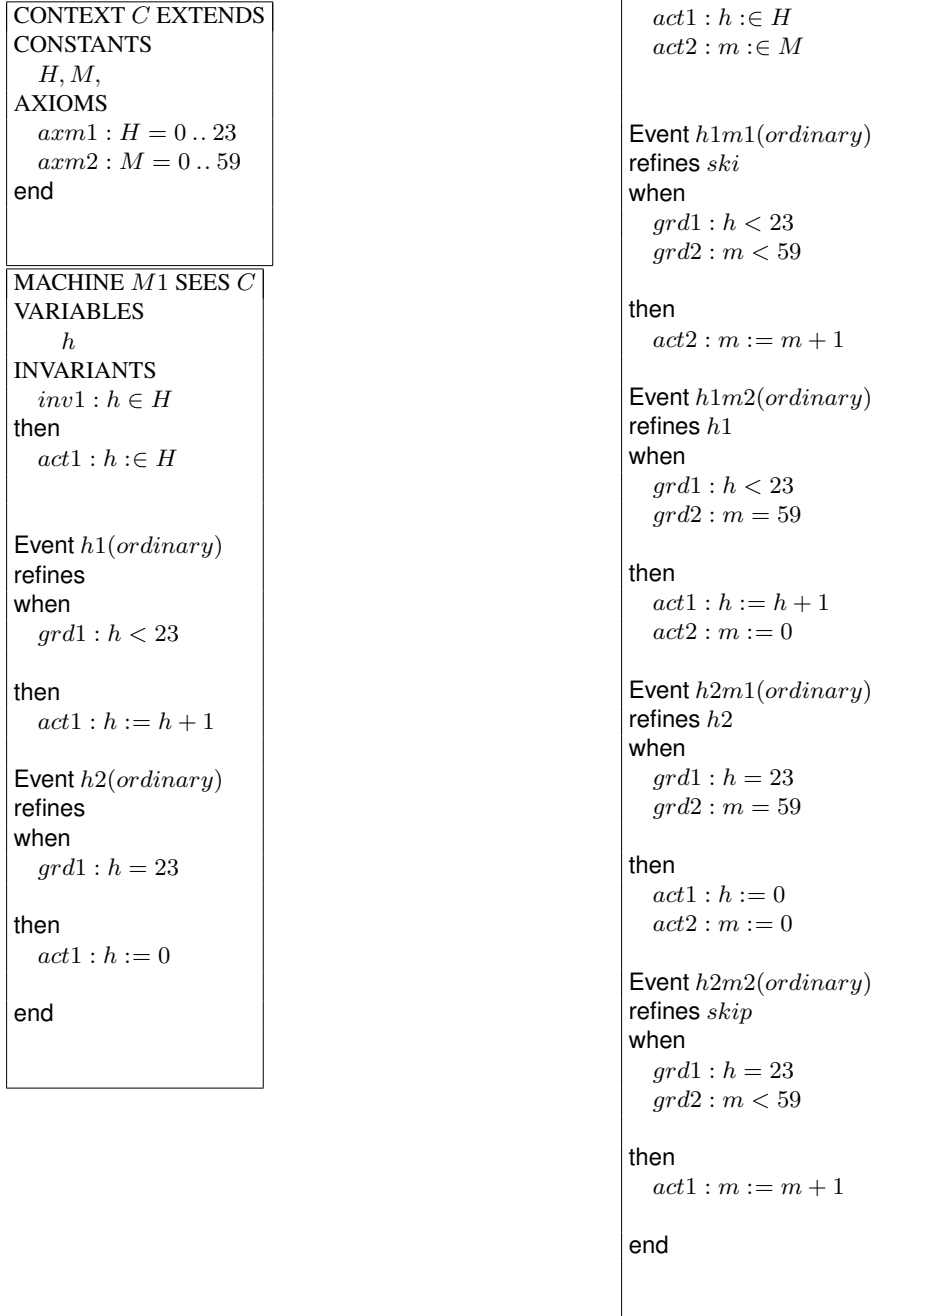 CONTEXT C EXTENDS
CONSTANTS
H, M,
AXIOMS
axm1 : H = 0 .. 23
axm2 : M = 0 .. 59
end
MACHINE M1 SEES C
VARIABLES
h
INVARIANTS
inv1 : h ∈ H
then
act1 : h :∈ H
Event h1(ordinary)
refines
when
grd1 : h < 23
then
act1 : h := h + 1
Event h2(ordinary)
refines
when
grd1 : h = 23
then
act1 : h := 0
end
act1 : h :∈ H
act2 : m :∈ M
Event h1m1(ordinary)
refines ski
when
grd1 : h < 23
grd2 : m < 59
then
act2 : m := m + 1
Event h1m2(ordinary)
refines h1
when
grd1 : h < 23
grd2 : m = 59
then
act1 : h := h + 1
act2 : m := 0
Event h2m1(ordinary)
refines h2
when
grd1 : h = 23
grd2 : m = 59
then
act1 : h := 0
act2 : m := 0
Event h2m2(ordinary)
refines skip
when
grd1 : h = 23
grd2 : m < 59
then
act1 : m := m + 1
end